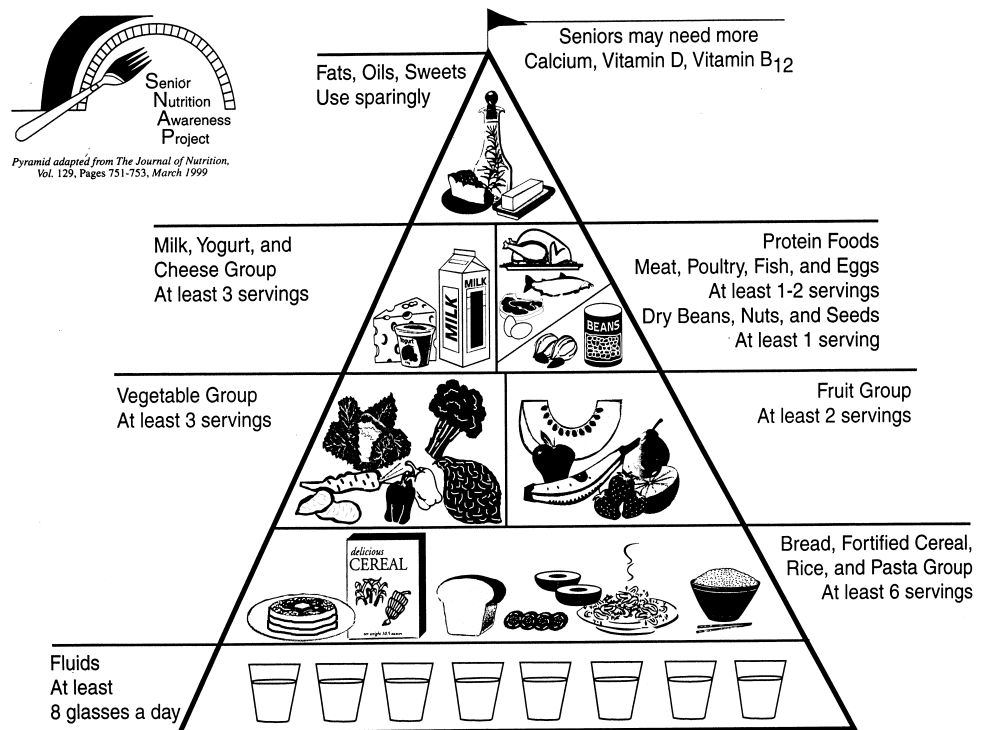 Senior
Nutrition
Awareness
Project
Pyramid adapted from The Journal of Nutrition,
Vol. 129, Pages 751-753, March 1999
Seniors may need more
Calcium, Vitamin D, Vitamin B12
Fats, Oils, Sweets
Use sparingly
Milk, Yogurt, and
Cheese Group
At least 3 servings
MILK
MILK
Yogurt
Protein Foods
Meat, Poultry, Fish, and Eggs
At least 1-2 servings
Dry Beans, Nuts, and Seeds
At least 1 serving
BEANS
Vegetable Group
At least 3 servings
Fruit Group
At least 2 servings
delicious
CEREAL
Bread, Fortified Cereal,
Rice, and Pasta Group
At least 6 servings
Fluids
At least
8 glasses a day